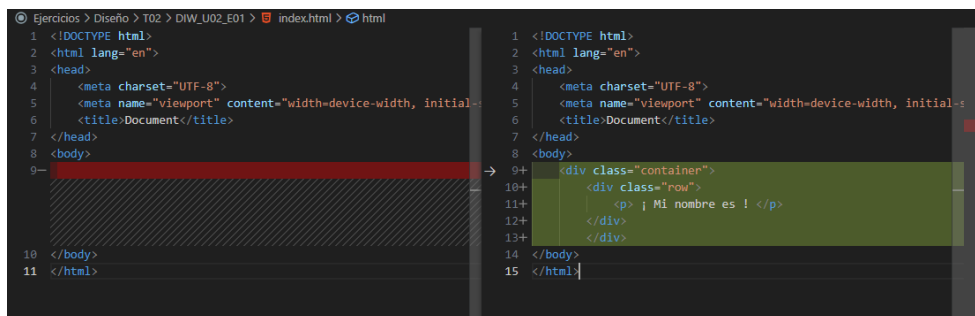 Ejercicios > Diseño > T02 > DIW_U02_E01 > index.html > html
1 <!DOCTYPE html>
2 <html lang="en">
3 <head>
4 <meta charset="UTF-8">
5 <meta name="viewport" content="width=device-width, initial-
6 <title>Document</title>
7 </head>
8 <body>
9−
10 </body>
11 </html>
1 <!DOCTYPE html>
2 <html lang="en">
3 <head>
4 <meta charset="UTF-8">
5 <meta name="viewport" content="width=device-width, initial-s
6 <title>Document</title>
7 </head>
8 <body>
9+ <div class="container">
10+ <div class="row">
11+ <p> ¡ Mi nombre es ! </p>
12+ </div>
13+ </div>
14 </body>
15 </html>